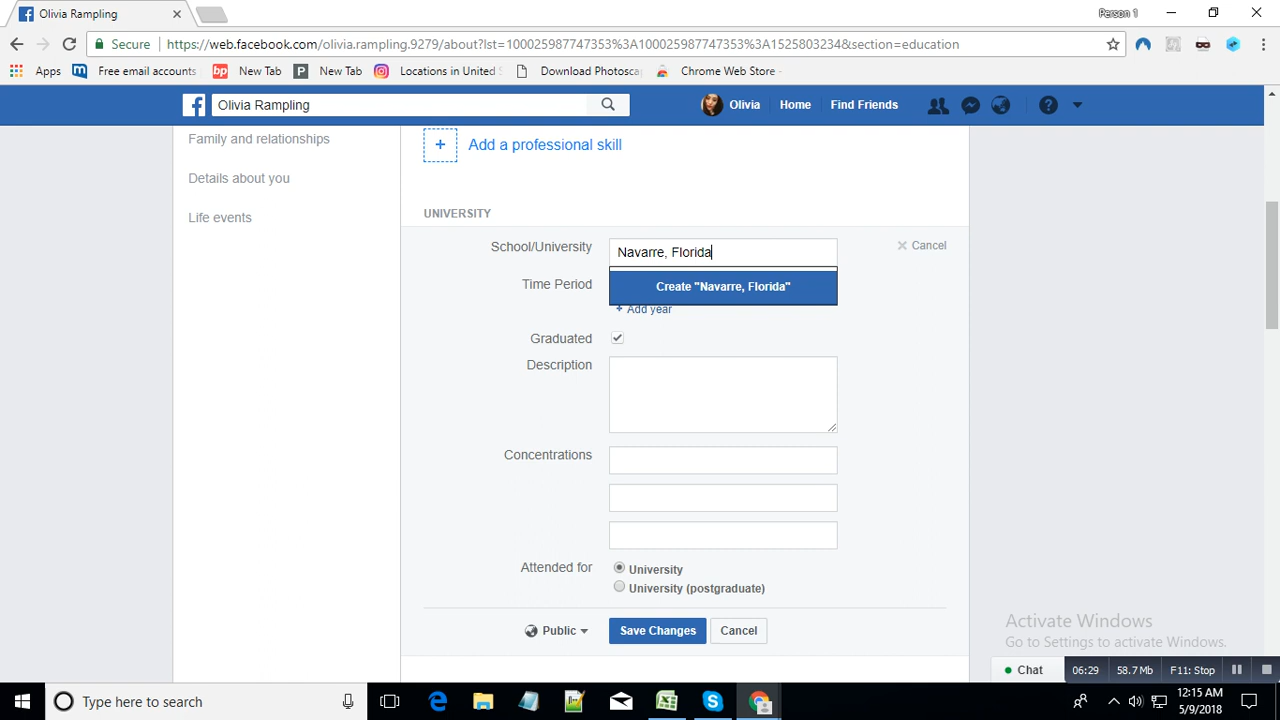 Olivia Rampling
Person 1
Secure
https://web.facebook.com/olivia.rampling.9279/about?lst=100025987747353%3A100025987747353%3A1525803234&section=education
Apps
Free email accounts
bp
New Tab
P
New Tab
Locations in United S
Download Photosca
Chrome Web Store -
Olivia Rampling
Olivia
Home
Find Friends
Family and relationships
Details about you
Life events
+ Add a professional skill
UNIVERSITY
School/University
Navarre, Florida
Cancel
Create "Navarre, Florida"
Time Period
+ Add year
Graduated
Description
Concentrations
Attended for
University
University (postgraduate)
Public
Save Changes
Cancel
Activate Windows
Go to Settings to activate Windows.
Chat
06:29
58.7 Mb
F11: Stop
Type here to search
12:15 AM
5/9/2018